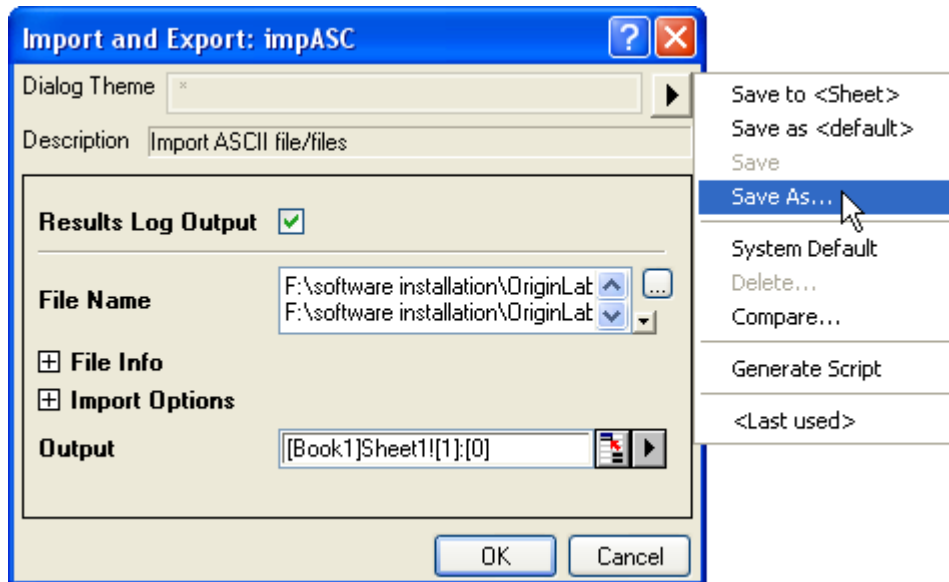 Import and Export: impASC
Dialog Theme *
Description Import ASCII file/files
Results Log Output
File Name
F:\software installation\OriginLab
F:\software installation\OriginLab
...
File Info
Import Options
Output [Book1]Sheet1![1]:[0]
OK Cancel
Save to <Sheet>
Save as <default>
Save
Save As...
System Default
Delete...
Compare...
Generate Script
<Last used>